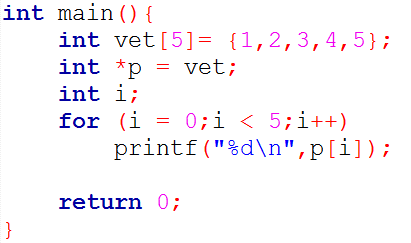 int main(){
    int vet[5]= {1,2,3,4,5};
    int *p = vet;
    int i;
    for (i = 0;i < 5;i++)
        printf("%d\n",p[i]);

    return 0;
}